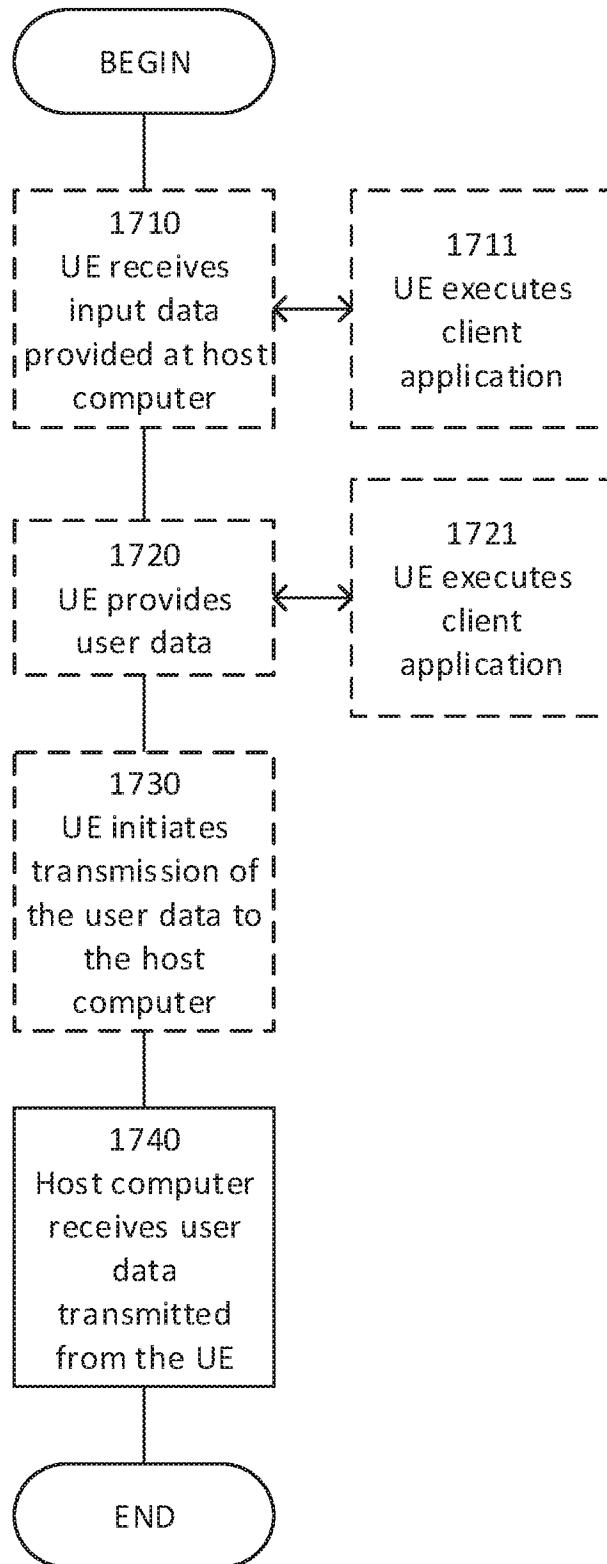 BEGIN
1710
UE receives
input data
provided at host
computer
1711
UE executes
client
application
1720
UE provides
user data
1721
UE executes
client
application
1730
UE initiates
transmission of
the user data to
the host
computer
1740
Host computer
receives user
data
transmitted
from the UE
END